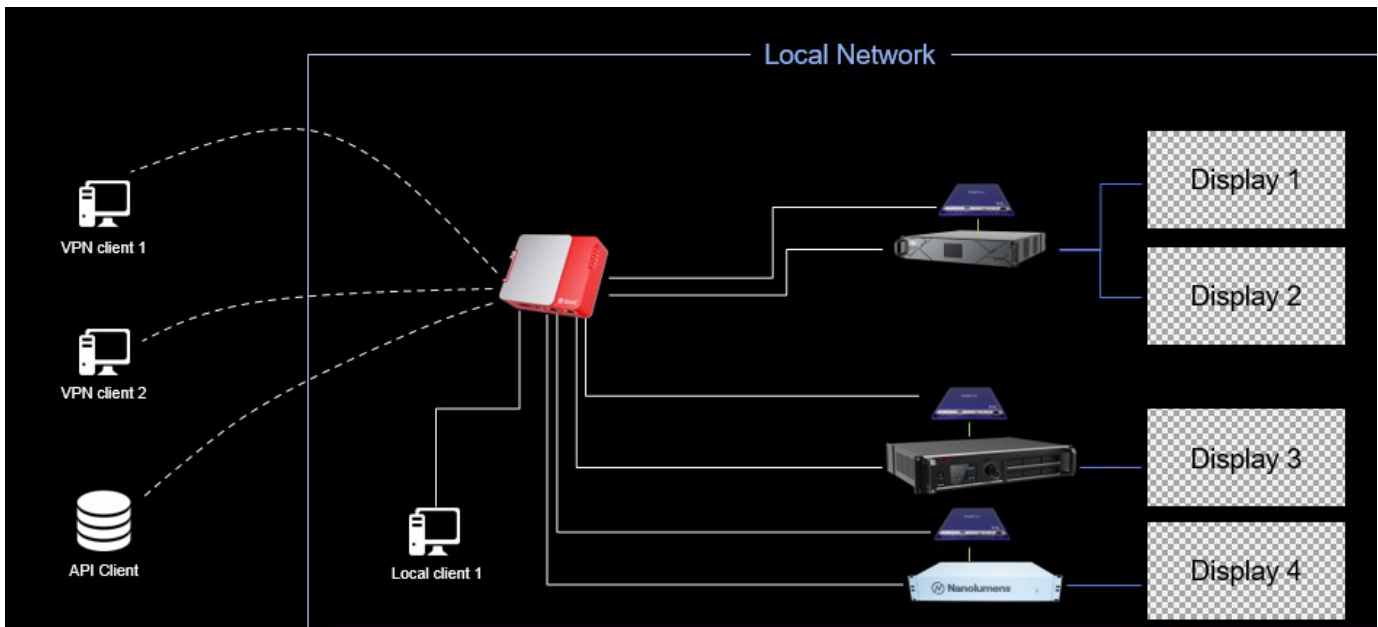 Local Network
Display 1
VPN client 1
Display 2
VPN client 2
Display 3
API Client
Local client 1
Nanolumens
Display 4